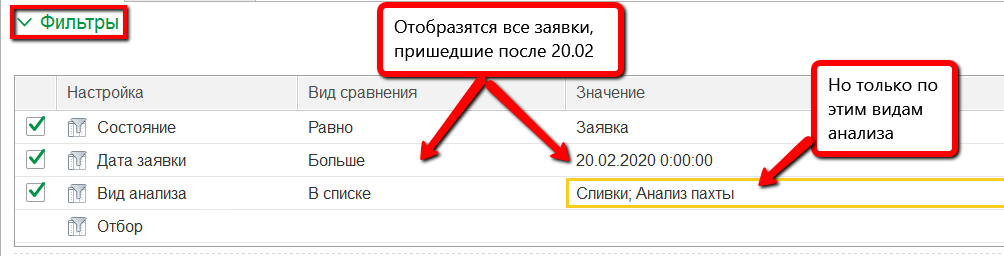 Фильтры
Отобразятся все заявки,
пришедшие после 20.02
Но только по
этим видам
анализа
Настройка Вид сравнения Значение
Состояние Равно Заявка
Дата заявки Больше 20.02.2020 0:00:00
Вид анализа В списке Сливки; Анализ пахты
Отбор